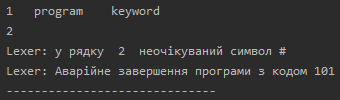 1   program    keyword
2
Lexer: у рядку  2  неочікуваний символ #
Lexer: Аварійне завершення програми з кодом 101
------------------------------